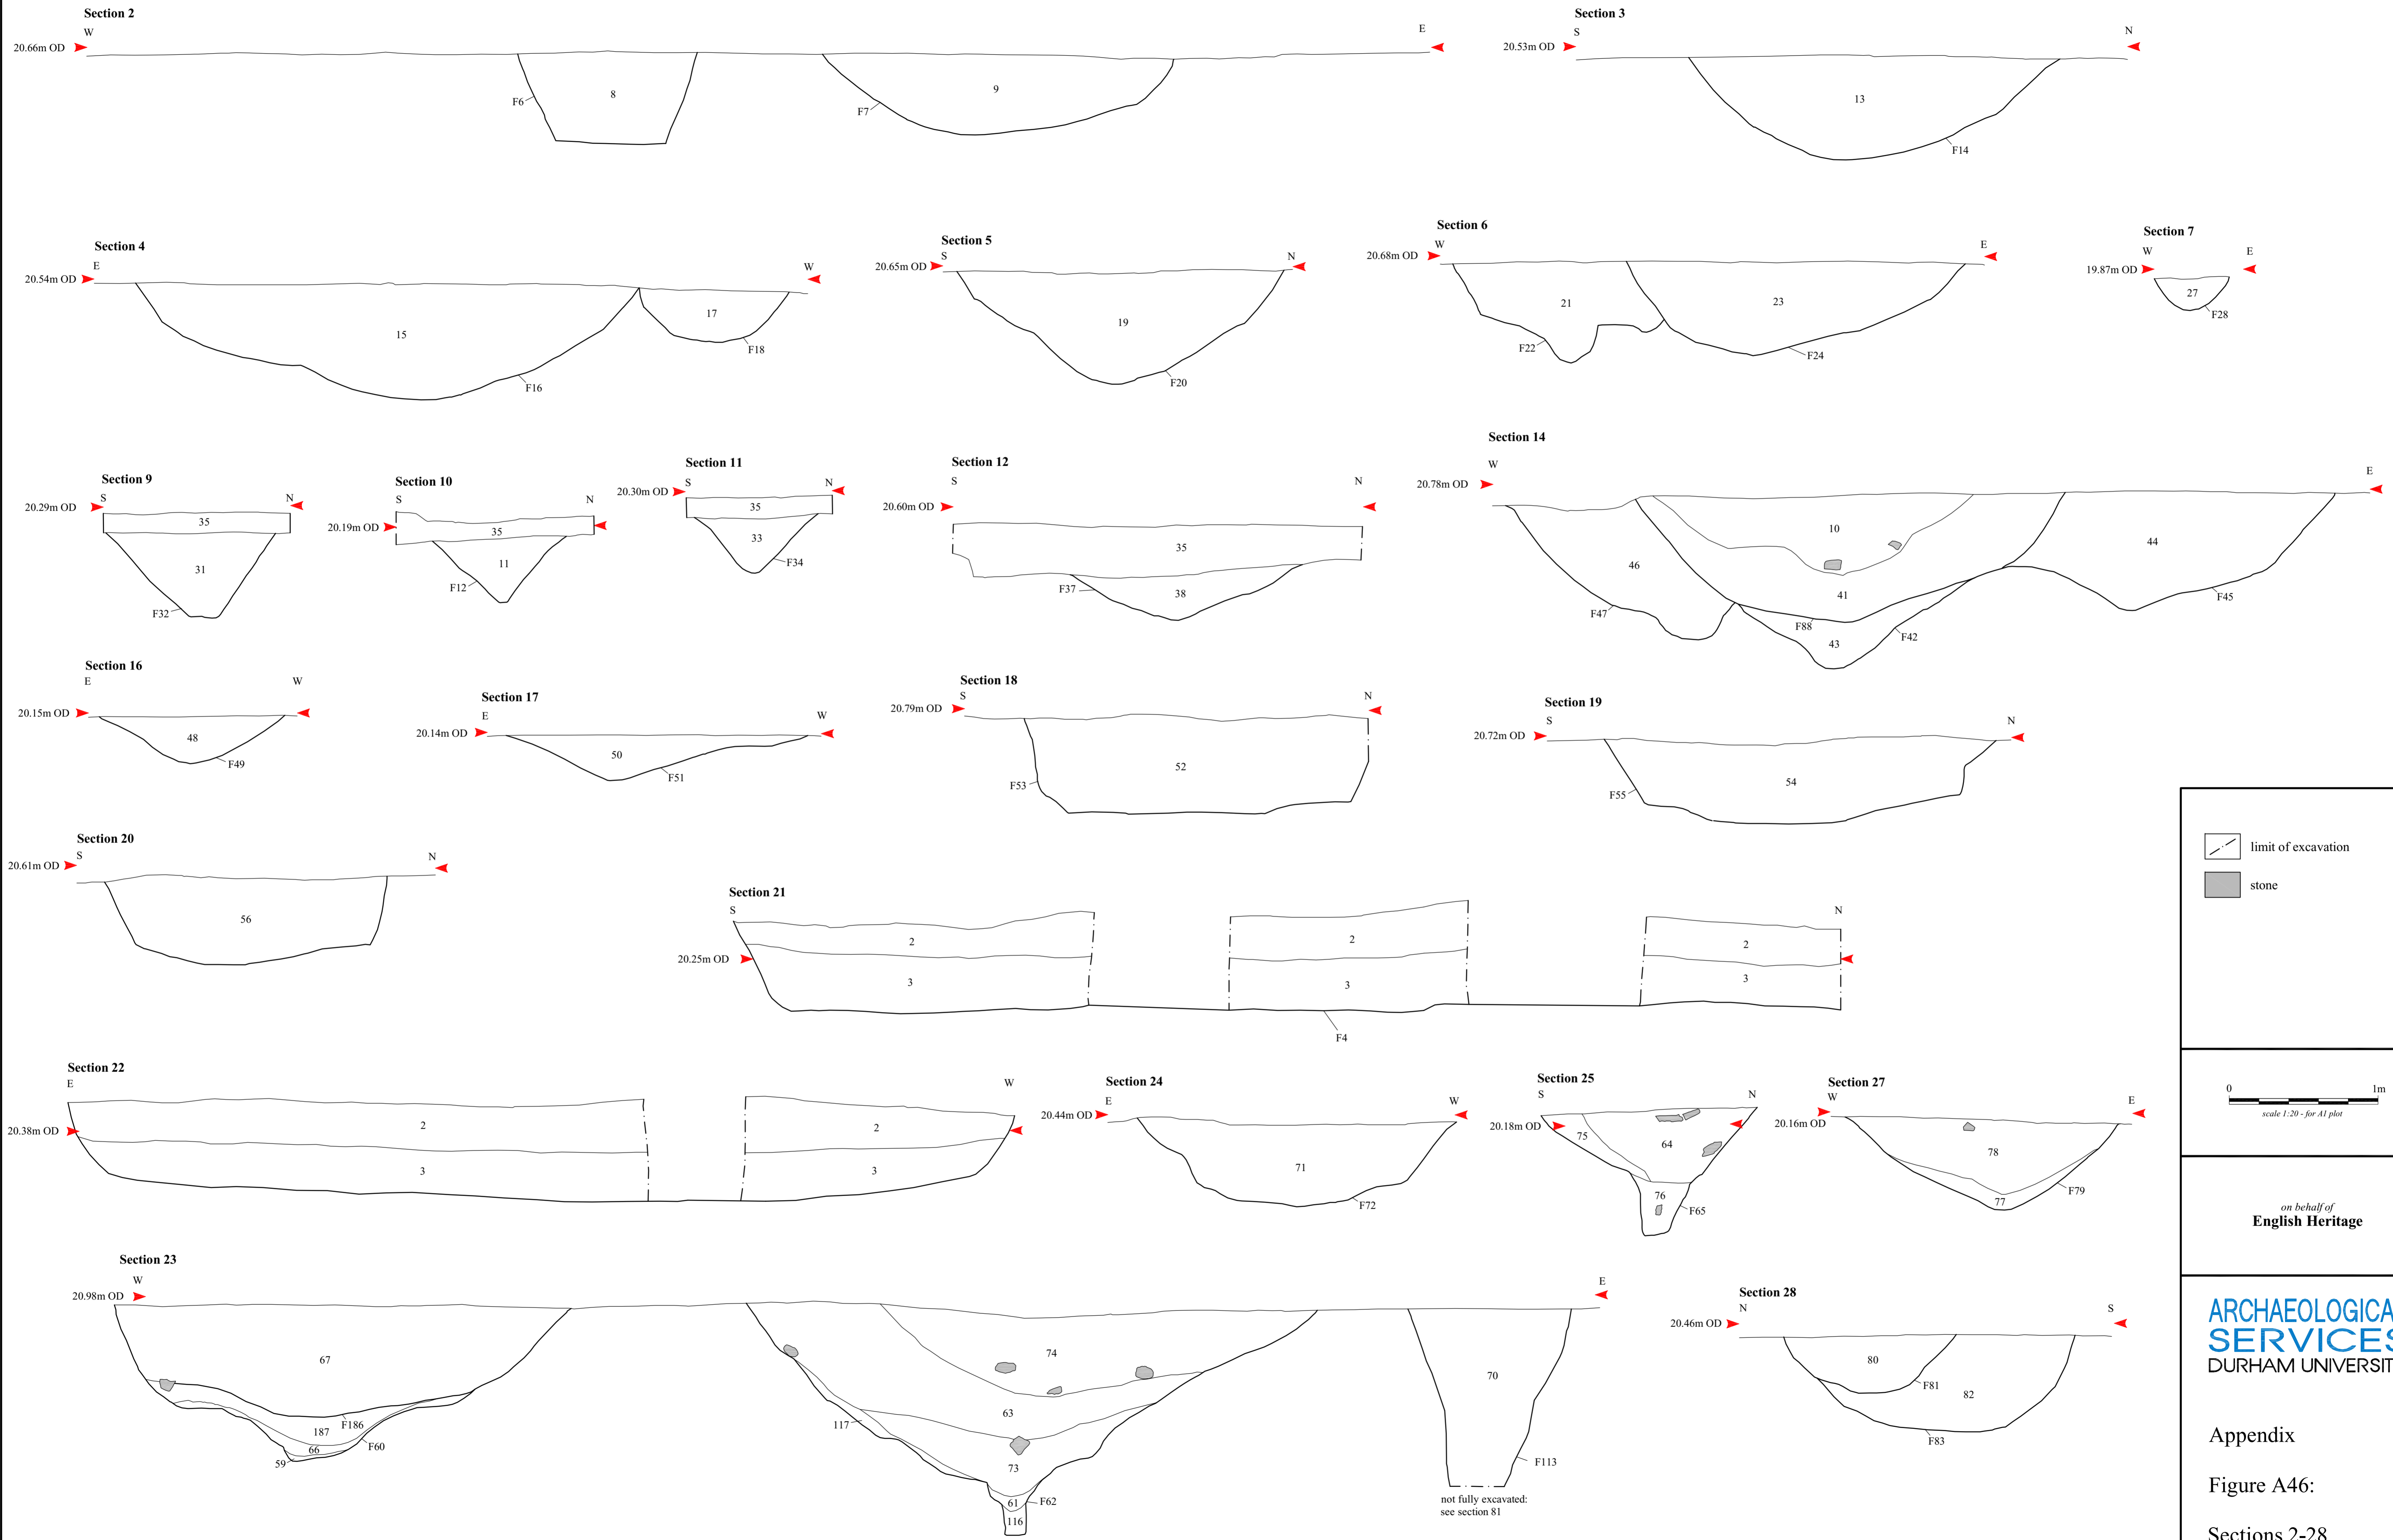 Section 2
W
E
20.66m OD
F6
8
F7
9
Section 3
S
N
20.53m OD
13
F14
Section 4
E
W
20.54m OD
15
17
F18
F16
Section 5
S
N
20.65m OD
19
F20
Section 6
W
E
20.68m OD
21
23
F22
F24
Section 7
W
E
19.87m OD
27
F28
Section 9
S
N
20.29m OD
35
31
F32
Section 10
S
N
20.19m OD
35
11
F12
Section 11
S
N
20.30m OD
35
33
F34
Section 12
S
N
20.60m OD
35
F37
38
Section 14
W
E
20.78m OD
10
44
46
41
F47
F45
F88
F42
43
Section 16
E
W
20.15m OD
48
F49
Section 17
E
W
20.14m OD
50
F51
Section 18
S
N
20.79m OD
52
F53
Section 19
S
N
20.72m OD
54
F55
Section 20
S
N
20.61m OD
56
Section 21
S
N
2
2
2
20.25m OD
3
3
3
F4
Section 22
E
W
2
2
20.38m OD
3
3
Section 24
E
W
20.44m OD
71
F72
Section 25
S
N
20.18m OD
75
64
76
F65
Section 27
W
E
20.16m OD
78
77
F79
Section 23
W
E
20.98m OD
67
74
70
63
F186
187
117
66
F60
59
73
F113
61
F62
116
not fully excavated:
see section 81
Section 28
N
S
20.46m OD
80
F81
82
F83
limit of excavation
stone
0 1m
scale 1:20 - for A1 plot
on behalf of
English Heritage
ARCHAEOLOGICA
SERVICES
DURHAM UNIVERSIT
Appendix
Figure A46:
Sections 2-28